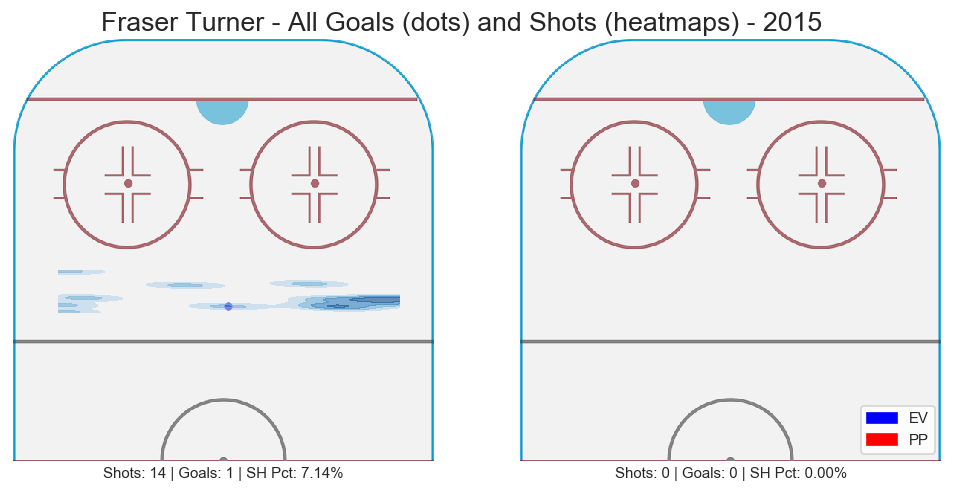 Fraser Turner - All Goals (dots) and Shots (heatmaps) - 2015
EV
PP
Shots: 14 | Goals: 1 | SH Pct: 7.14%
Shots: 0 | Goals: 0 | SH Pct: 0.00%